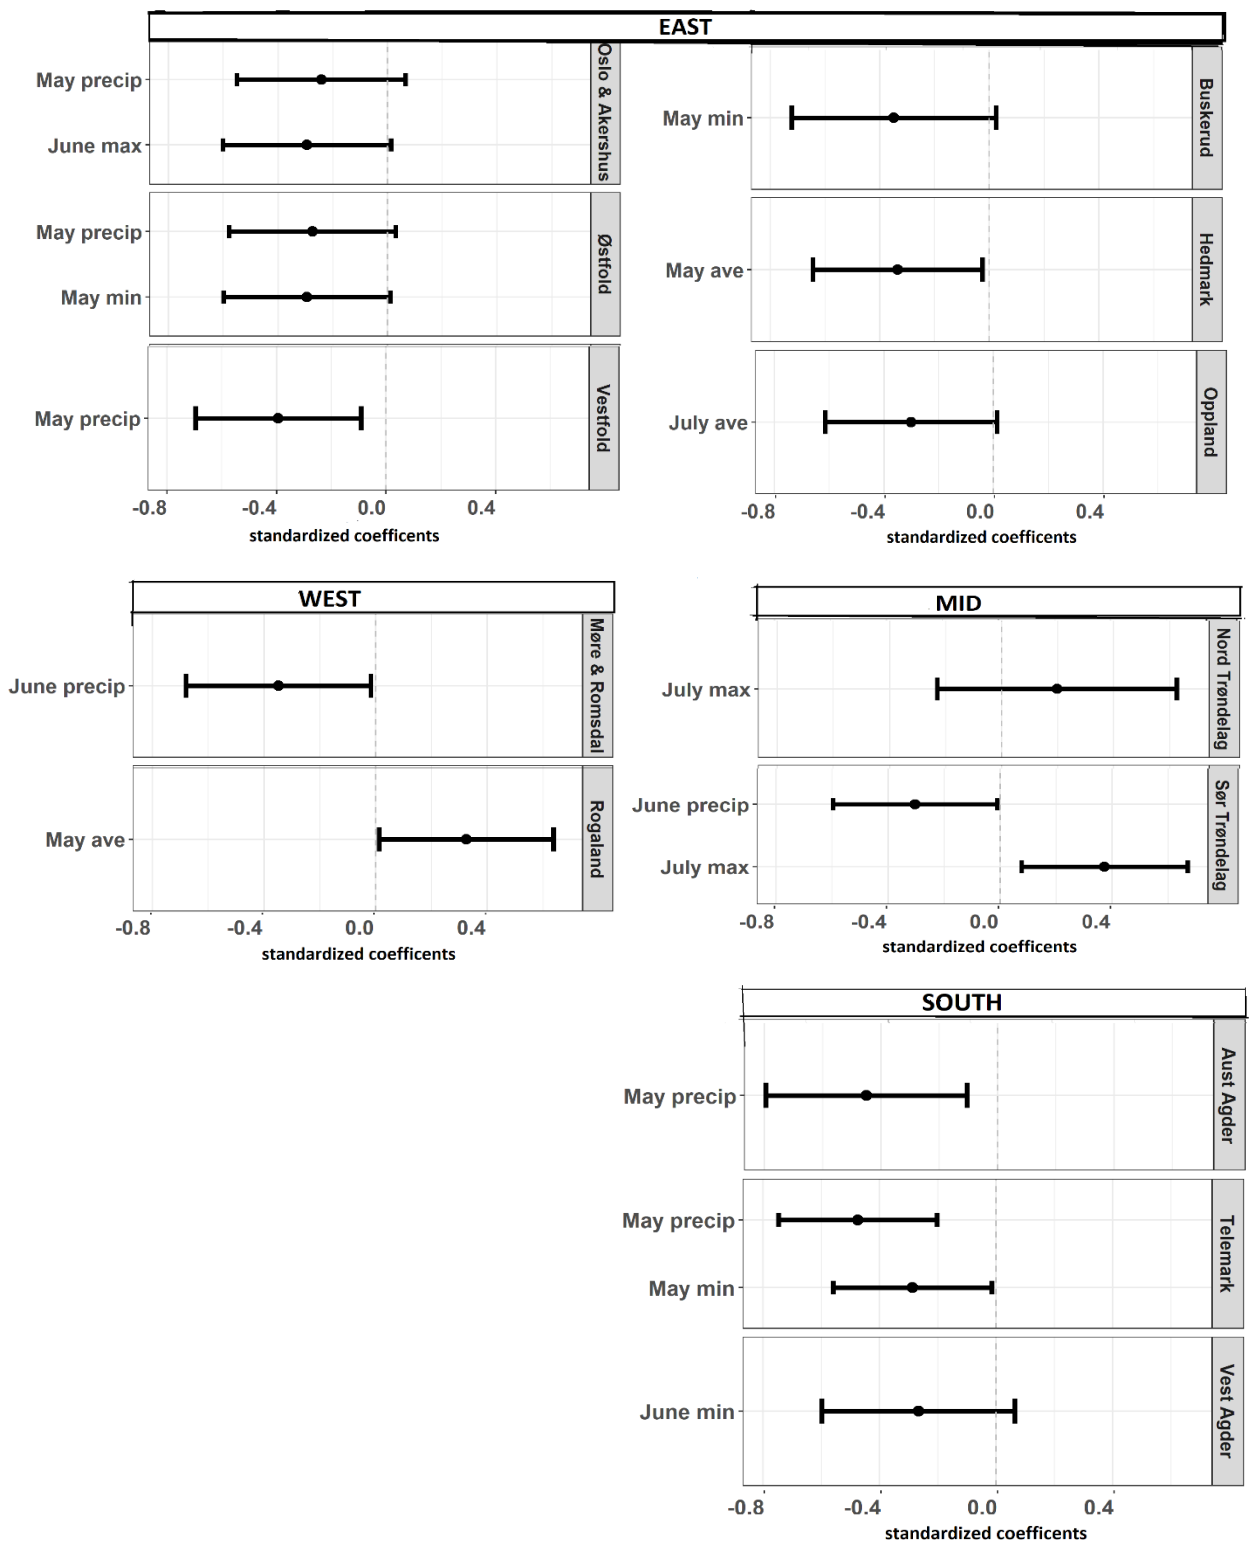 EAST
May precip
June max
Oslo & Akershus
May precip
May min
Østfold
May precip
Vestfold
-0.8 -0.4 0.0 0.4
standardized coefficents
May min
Buskerud
May ave
Hedmark
July ave
Oppland
-0.8 -0.4 0.0 0.4
standardized coefficents
WEST
June precip
Møre & Romsdal
May ave
Rogaland
-0.8 -0.4 0.0 0.4
standardized coefficents
MID
July max
Nord Trøndelag
June precip
July max
Sør Trøndelag
-0.8 -0.4 0.0 0.4
standardized coefficents
SOUTH
May precip
Aust Agder
May precip
May min
Telemark
June min
Vest Agder
-0.8 -0.4 0.0 0.4
standardized coefficents